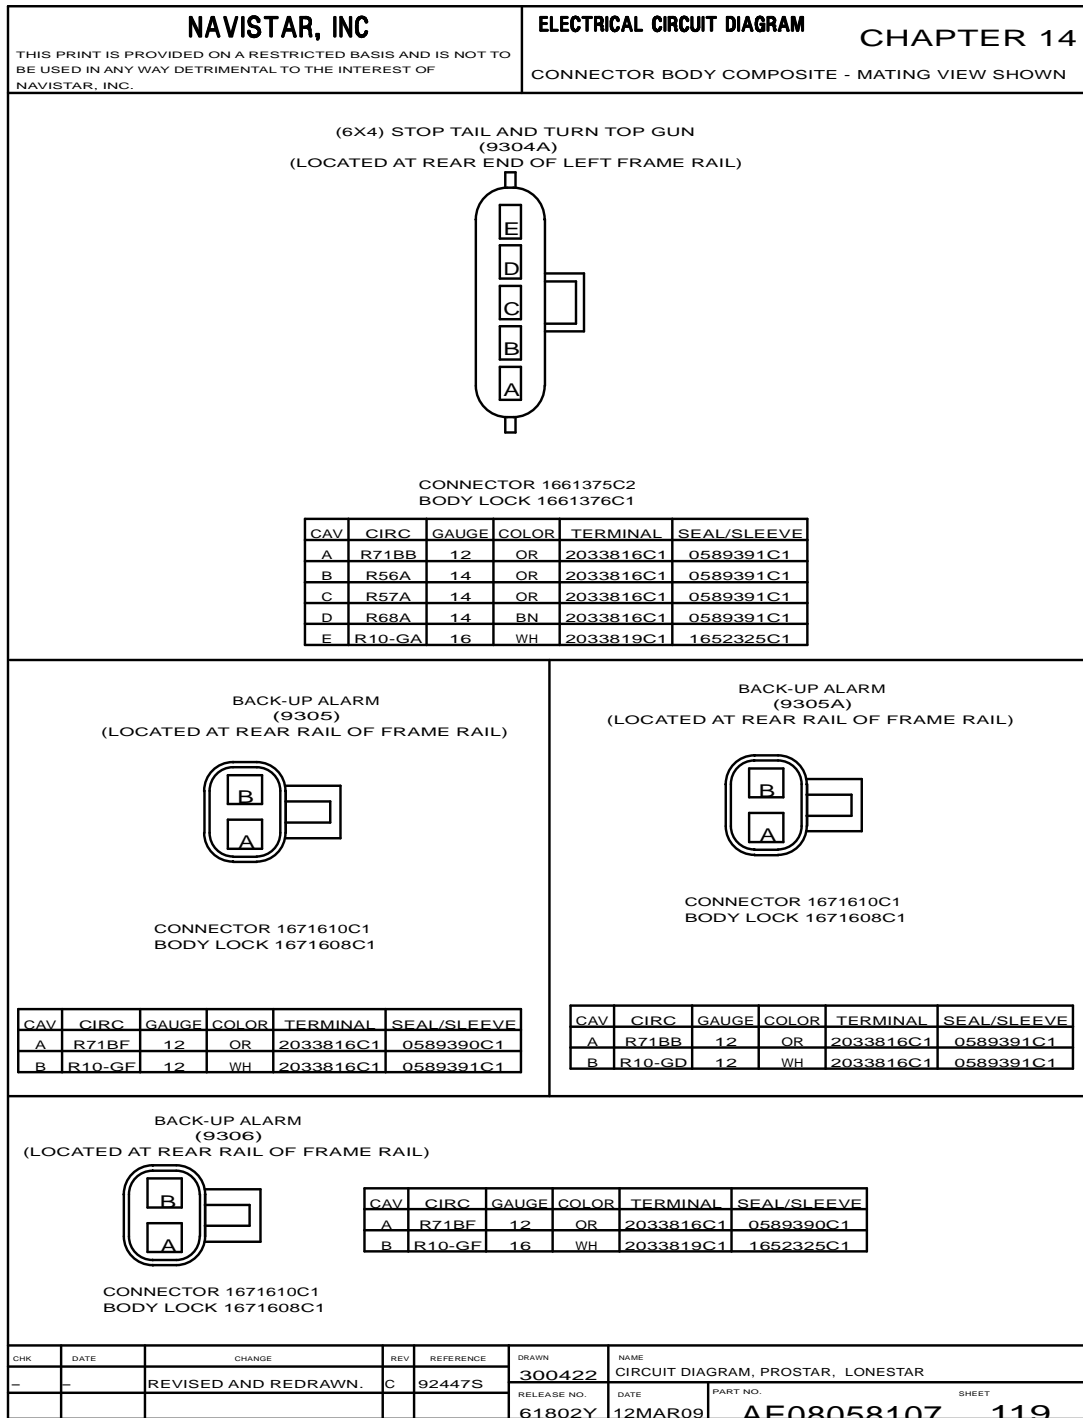 NAVISTAR, INC
THIS PRINT IS PROVIDED ON A RESTRICTED BASIS AND IS NOT TO
BE USED IN ANY WAY DETRIMENTAL TO THE INTEREST OF
NAVISTAR, INC.
ELECTRICAL CIRCUIT DIAGRAM
CHAPTER 14
CONNECTOR BODY COMPOSITE - MATING VIEW SHOWN
(6X4) STOP TAIL AND TURN TOP GUN
(9304A)
(LOCATED AT REAR END OF LEFT FRAME RAIL)
E
D
C
B
A
CONNECTOR 1661375C2
BODY LOCK 1661376C1
CAV CIRC GAUGE COLOR TERMINAL SEAL/SLEEVE
A R71BB 12 OR 2033816C1 0589391C1
B R56A 14 OR 2033816C1 0589391C1
C R57A 14 OR 2033816C1 0589391C1
D R68A 14 BN 2033816C1 0589391C1
E R10-GA 16 WH 2033819C1 1652325C1
BACK-UP ALARM
(9305)
(LOCATED AT REAR RAIL OF FRAME RAIL)
B
A
CONNECTOR 1671610C1
BODY LOCK 1671608C1
CAV CIRC GAUGE COLOR TERMINAL SEAL/SLEEVE
A R71BF 12 OR 2033816C1 0589390C1
B R10-GF 12 WH 2033816C1 0589391C1
BACK-UP ALARM
(9305A)
(LOCATED AT REAR RAIL OF FRAME RAIL)
B
A
CONNECTOR 1671610C1
BODY LOCK 1671608C1
CAV CIRC GAUGE COLOR TERMINAL SEAL/SLEEVE
A R71BB 12 OR 2033816C1 0589391C1
B R10-GD 12 WH 2033816C1 0589391C1
BACK-UP ALARM
(9306)
(LOCATED AT REAR RAIL OF FRAME RAIL)
B
A
CONNECTOR 1671610C1
BODY LOCK 1671608C1
CAV CIRC GAUGE COLOR TERMINAL SEAL/SLEEVE
A R71BF 12 OR 2033816C1 0589390C1
B R10-GF 16 WH 2033819C1 1652325C1
CHK DATE CHANGE REV REFERENCE
– – REVISED AND REDRAWN. C 92447S
DRAWN
300422
NAME
CIRCUIT DIAGRAM, PROSTAR, LONESTAR
RELEASE NO.
61802Y
DATE
12MAR09
PART NO.
AE08058107
SHEET
119